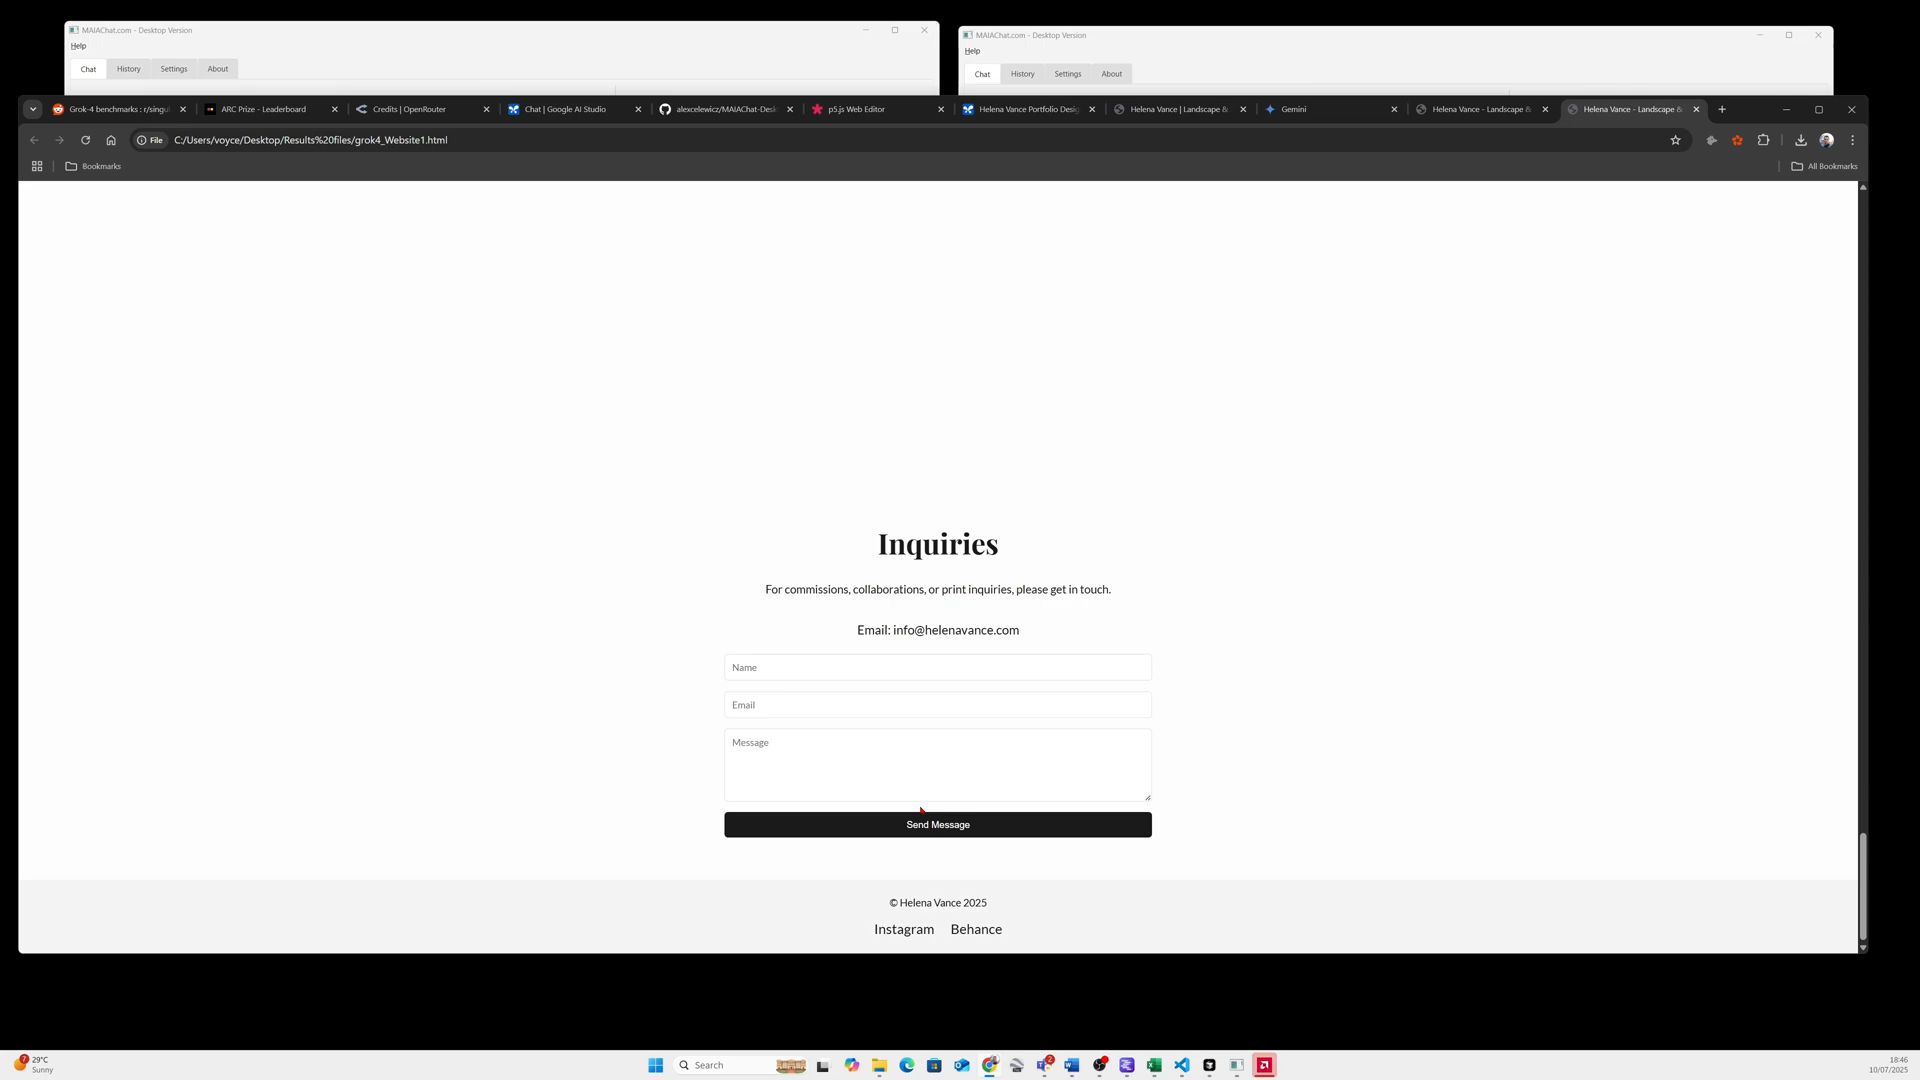 MAIAChat.com - Desktop Version
Help
Chat History Settings About
MAIAChat.com - Desktop Version
Help
Chat History Settings About
Grok-4 benchmarks : r/singul
ARC Prize - Leaderboard
Credits | OpenRouter
Chat | Google AI Studio
alexcelewicz/MAIAChat-Desk
p5.js Web Editor
Helena Vance Portfolio Desig
Helena Vance | Landscape &
Gemini
Helena Vance - Landscape &
Helena Vance - Landscape &
File C:/Users/voyce/Desktop/Results%20files/grok4_Website1.html
Bookmarks
All Bookmarks
Inquiries
For commissions, collaborations, or print inquiries, please get in touch.
Email: info@helenavance.com
Name
Email
Message
Send Message
© Helena Vance 2025
Instagram Behance
7
29°C
Sunny
Search
2
18:46
10/07/2025